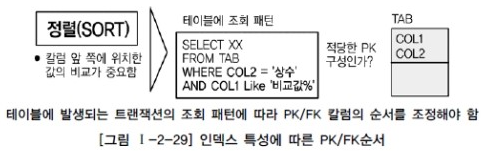 정렬(SORT)
• 칼럼 앞 쪽에 위치한
값의 비교가 중요함
테이블에 조회 패턴
SELECT XX
FROM TAB
WHERE COL2 = '상수'
AND COL1 Like '비교값%'
적당한 PK
구성인가?
TAB
COL1
COL2
테이블에 발생되는 트랜잭션의 조회 패턴에 따라 PK/FK 칼럼의 순서를 조정해야 함
[그림 Ⅰ-2-29] 인덱스 특성에 따른 PK/FK순서